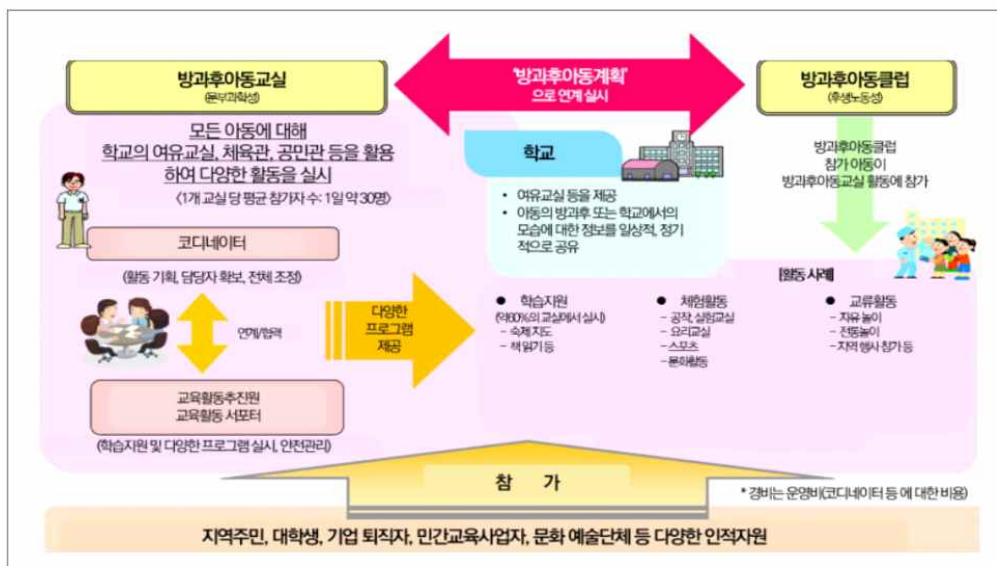 방과후아동교실
(문부과학성)
'방과후아동계획'
으로 연계 실시
방과후아동클럽
(후생노동성)
모든 아동에 대해
학교의 여유교실, 체육관, 공민관 등을 활용
하여 다양한 활동을 실시
<1개 교실 당 평균 참가자 수: 1일 약 30명>
코디네이터
(활동 기획, 담당자 확보, 전체 조정)
연계/협력
교육활동추진원
교육활동 서포터
(학습지원 및 다양한 프로그램 실시, 안전관리)
다양한
프로그램
제공
학교
• 여유교실 등을 제공
• 아동의 방과후 또는 학교에서의
모습에 대한 정보를 일상적, 정기
적으로 공유
방과후아동클럽
참가 아동이
방과후아동교실 활동에 참가
[활동 사례]
● 학습지원
(약80%의 교실에서 실시)
– 숙제 지도
– 책 읽기 등
● 체험활동
– 공작, 실험교실
– 요리교실
– 스포츠
– 문화활동
● 교류활동
– 자유 놀이
– 전통놀이
– 지역 행사 참가 등
참 가
* 경비는 운영비(코디네이터 등 에 대한 비용)
지역주민, 대학생, 기업 퇴직자, 민간교육사업자, 문화 예술단체 등 다양한 인적자원